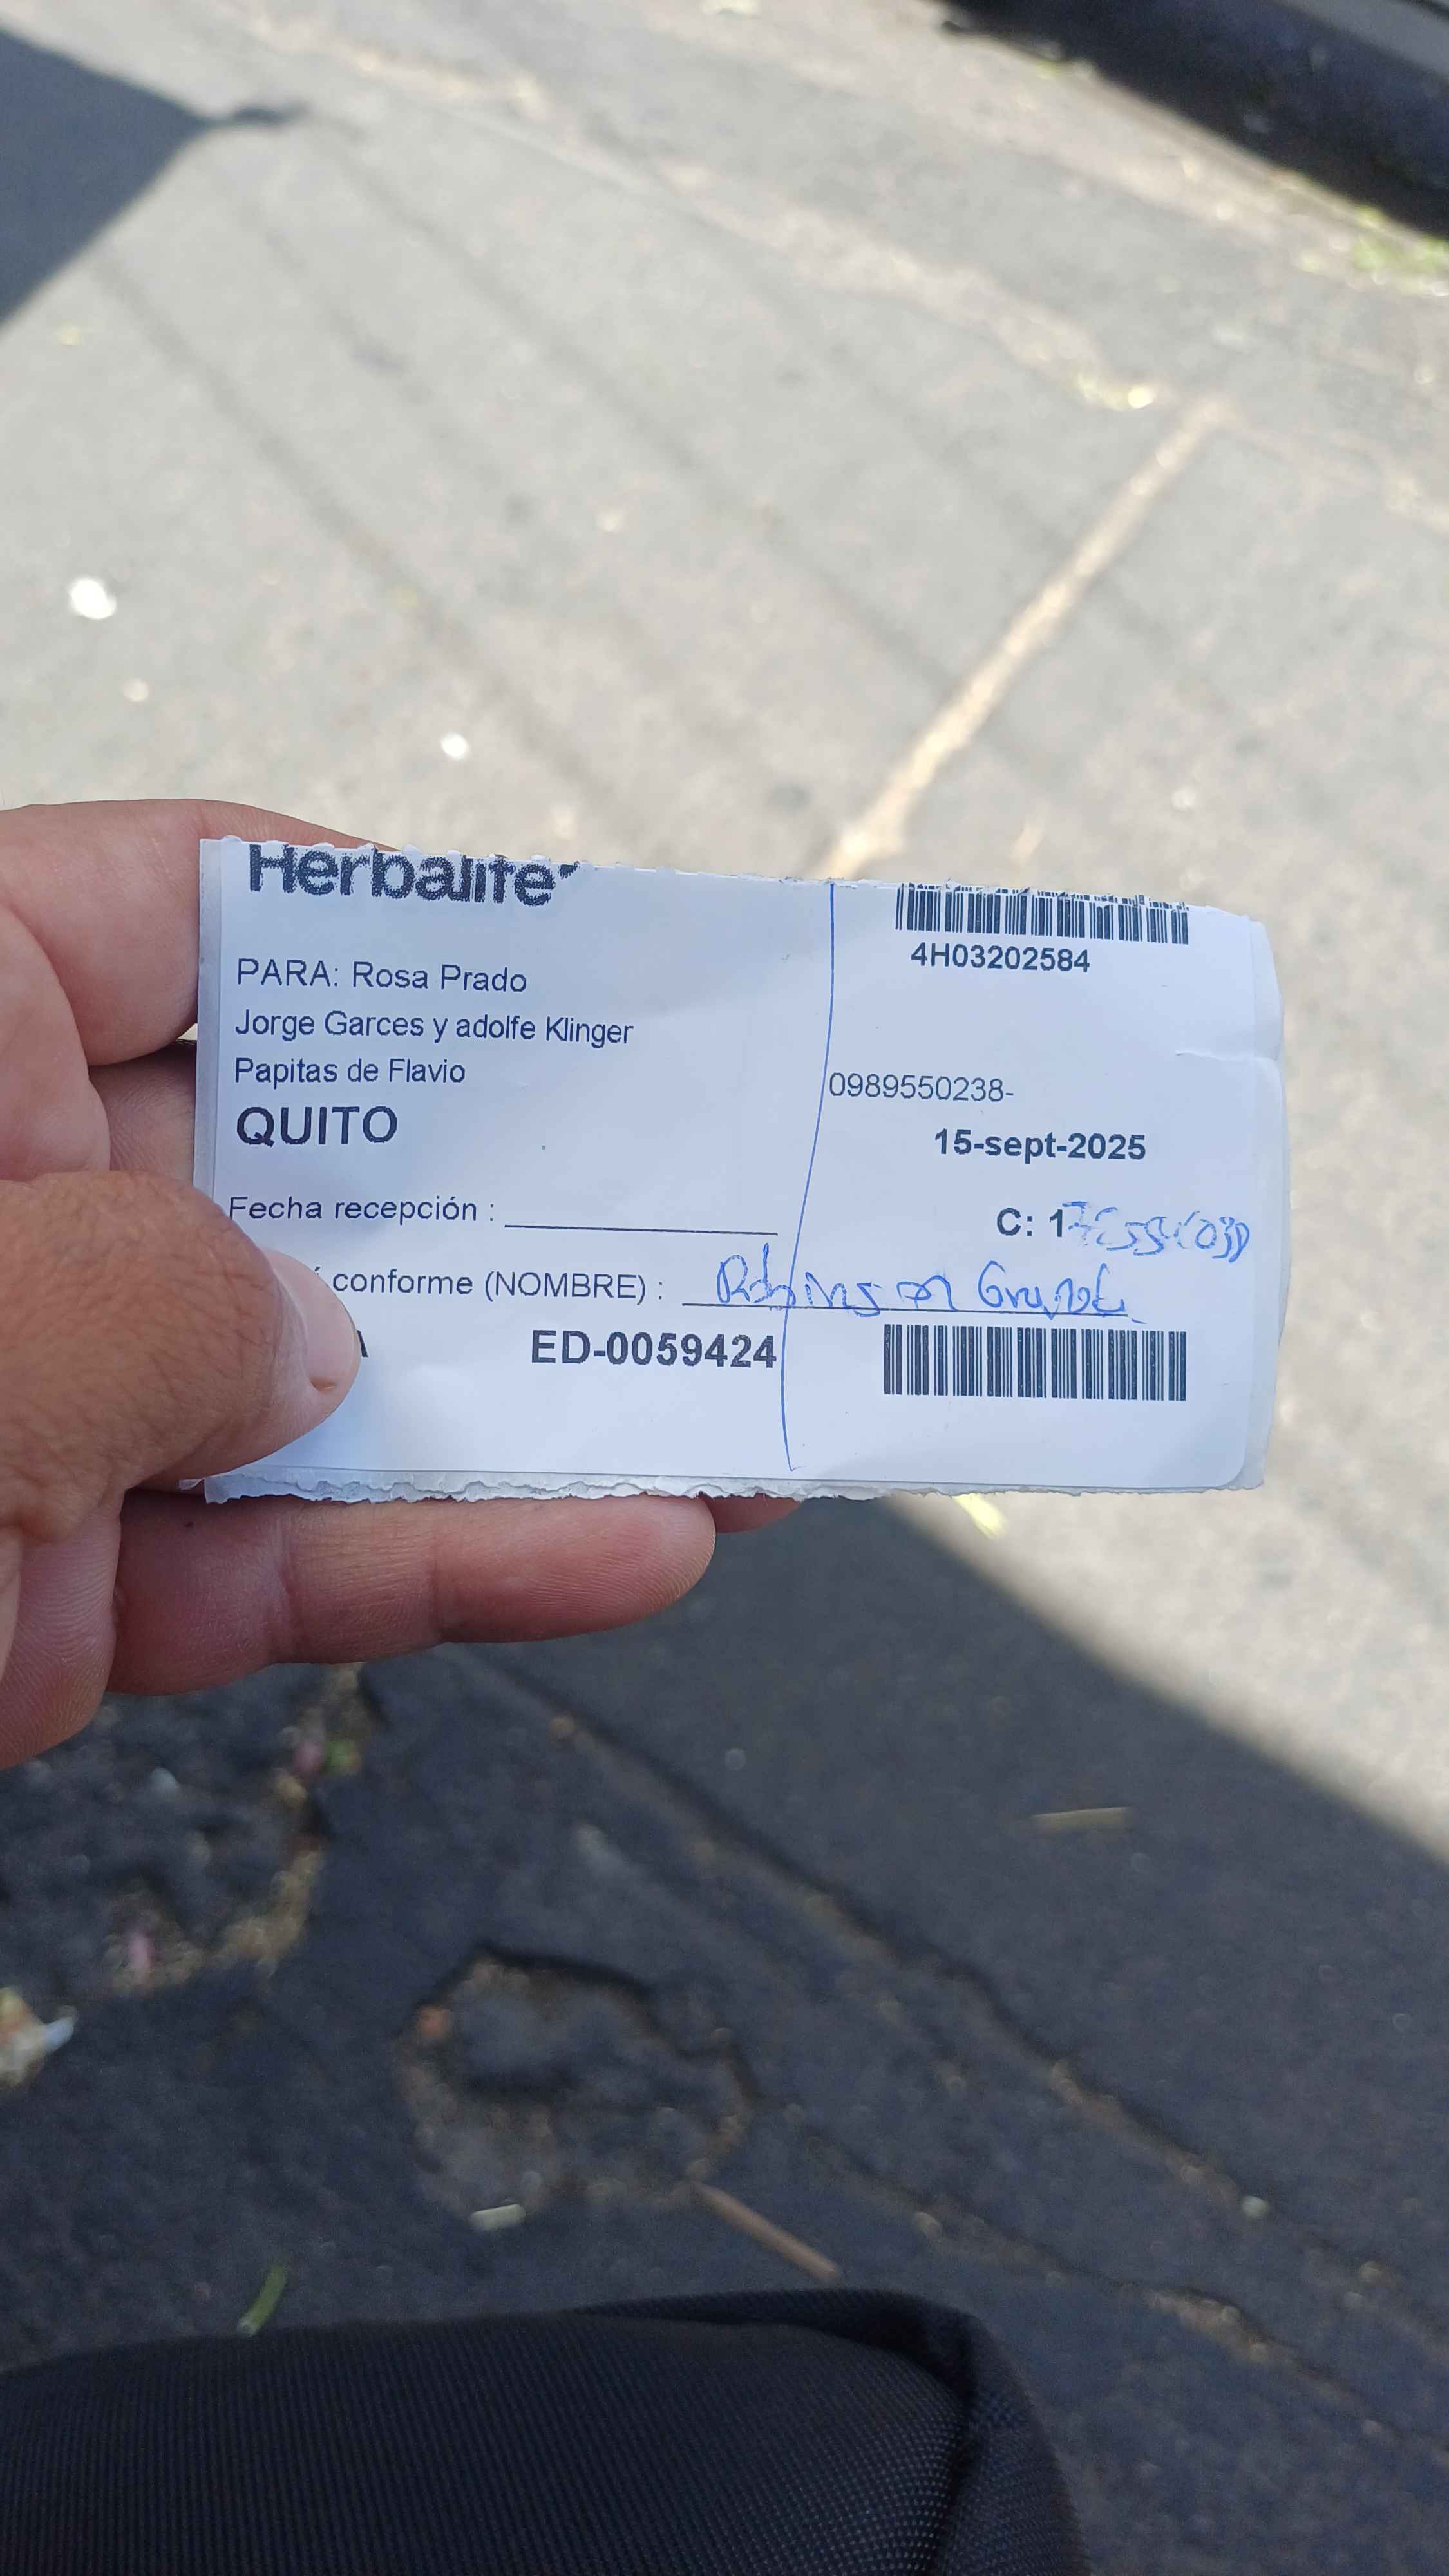 Herbalife
4H03202584
PARA: Rosa Prado
Jorge Garces y adolfe Klinger
Papitas de Flavio
0989550238-
QUITO
15-sept-2025
Fecha recepción :
C: 1
conforme (NOMBRE) :
ED-0059424